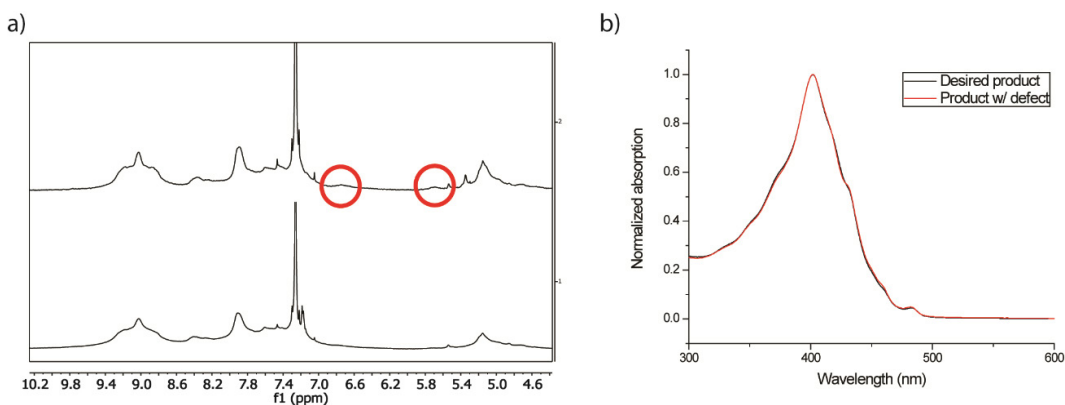 a)
b)
2
1
10.2 9.8 9.4 9.0 8.6 8.2 7.8 7.4 7.0 6.6 6.2 5.8 5.4 5.0 4.6
f1 (ppm)
Normalized absorption
1.0
0.8
0.6
0.4
0.2
0.0
Desired product
Product w/ defect
300 400 500 600
Wavelength (nm)